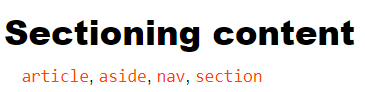 Sectioning content
article, aside, nav, section